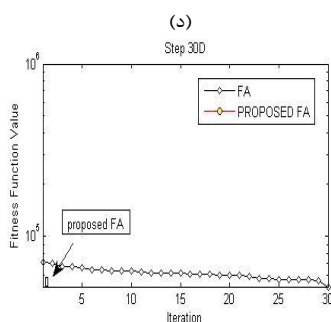 (د)
Step 30D
10^6
FA
PROPOSED FA
Fitness Function Value
10^5
proposed FA
5 10 15 20 25 30
Iteration